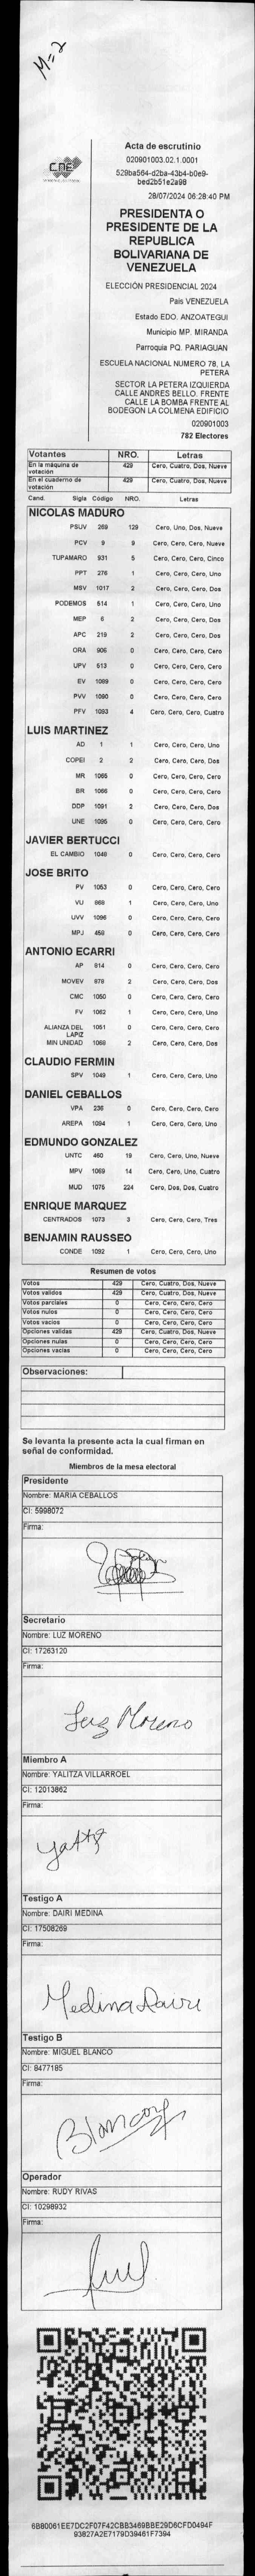 M=2
CNE
Acta de escrutinio
020901003.02.1.0001
529ba564-d2ba-43b4-b0e9-
bed2b51e2a98
28/07/2024 06:28:40 PM
PRESIDENTA O
PRESIDENTE DE LA
REPUBLICA
BOLIVARIANA DE
VENEZUELA
ELECCIÓN PRESIDENCIAL 2024
País VENEZUELA
Estado EDO. ANZOATEGUI
Municipio MP. MIRANDA
Parroquia PQ. PARIAGUAN
ESCUELA NACIONAL NUMERO 78, LA
PETERA
SECTOR LA PETERA IZQUIERDA
CALLE ANDRES BELLO. FRENTE
CALLE LA BOMBA FRENTE AL
BODEGON LA COLMENA EDIFICIO
020901003
782 Electores
Votantes NRO. Letras
En la máquina de votación 429 Cero, Cuatro, Dos, Nueve
En el cuaderno de votación 429 Cero, Cuatro, Dos, Nueve
Cand. Sigla Codigo NRO. Letras
NICOLAS MADURO
PSUV 269 129 Cero, Uno, Dos, Nueve
PCV 9 9 Cero, Cero, Cero, Nueve
TUPAMARO 931 5 Cero, Cero, Cero, Cinco
PPT 276 1 Cero, Cero, Cero, Uno
MSV 1017 2 Cero, Cero, Cero, Dos
PODEMOS 514 1 Cero, Cero, Cero, Uno
MEP 6 2 Cero, Cero, Cero, Dos
APC 219 2 Cero, Cero, Cero, Dos
ORA 906 0 Cero, Cero, Cero, Cero
UPV 513 0 Cero, Cero, Cero, Cero
EV 1089 0 Cero, Cero, Cero, Cero
PVV 1090 0 Cero, Cero, Cero, Cero
PFV 1093 4 Cero, Cero, Cero, Cuatro
LUIS MARTINEZ
AD 1 1 Cero, Cero, Cero, Uno
COPEI 2 2 Cero, Cero, Cero, Dos
MR 1065 0 Cero, Cero, Cero, Cero
BR 1066 0 Cero, Cero, Cero, Cero
DDP 1091 2 Cero, Cero, Cero, Dos
UNE 1095 0 Cero, Cero, Cero, Cero
JAVIER BERTUCCI
EL CAMBIO 1048 0 Cero, Cero, Cero, Cero
JOSE BRITO
PV 1053 0 Cero, Cero, Cero, Cero
VU 869 1 Cero, Cero, Cero, Uno
UVV 1096 0 Cero, Cero, Cero, Cero
MPJ 459 0 Cero, Cero, Cero, Cero
ANTONIO ECARRI
AP 914 0 Cero, Cero, Cero, Cero
MOVEV 878 2 Cero, Cero, Cero, Dos
CMC 1050 0 Cero, Cero, Cero, Cero
FV 1062 1 Cero, Cero, Cero, Uno
ALIANZA DEL LAPIZ 1051 0 Cero, Cero, Cero, Cero
MIN UNIDAD 1068 2 Cero, Cero, Cero, Dos
CLAUDIO FERMIN
SPV 1049 1 Cero, Cero, Cero, Uno
DANIEL CEBALLOS
VPA 236 0 Cero, Cero, Cero, Cero
AREPA 1094 1 Cero, Cero, Cero, Uno
EDMUNDO GONZALEZ
UNTC 460 19 Cero, Cero, Uno, Nueve
MPV 1069 14 Cero, Cero, Uno, Cuatro
MUD 1075 224 Cero, Dos, Dos, Cuatro
ENRIQUE MARQUEZ
CENTRADOS 1073 3 Cero, Cero, Cero, Tres
BENJAMIN RAUSSEO
CONDE 1092 1 Cero, Cero, Cero, Uno
Resumen de votos
Votos 429 Cero, Cuatro, Dos, Nueve
Votos validos 429 Cero, Cuatro, Dos, Nueve
Votos parciales 0 Cero, Cero, Cero, Cero
Votos nulos 0 Cero, Cero, Cero, Cero
Votos vacios 0 Cero, Cero, Cero, Cero
Opciones validas 429 Cero, Cuatro, Dos, Nueve
Opciones nulas 0 Cero, Cero, Cero, Cero
Opciones vacias 0 Cero, Cero, Cero, Cero
Observaciones:
Se levanta la presente acta la cual firman en
señal de conformidad.
Miembros de la mesa electoral
Presidente
Nombre: MARIA CEBALLOS
CI: 5998072
Firma:
Secretario
Nombre: LUZ MORENO
CI: 17263120
Firma:
Luz Moreno
Miembro A
Nombre: YALITZA VILLARROEL
CI: 12013862
Firma:
Testigo A
Nombre: DAIRI MEDINA
CI: 17508269
Firma:
Medina Dairi
Testigo B
Nombre: MIGUEL BLANCO
CI: 8477185
Firma:
Blanco
Operador
Nombre: RUDY RIVAS
CI: 10298932
Firma:
6B80061EE7DC2F07F42CBB3469BBE29D6CFD0494F
93827A2E7179D39461F7394